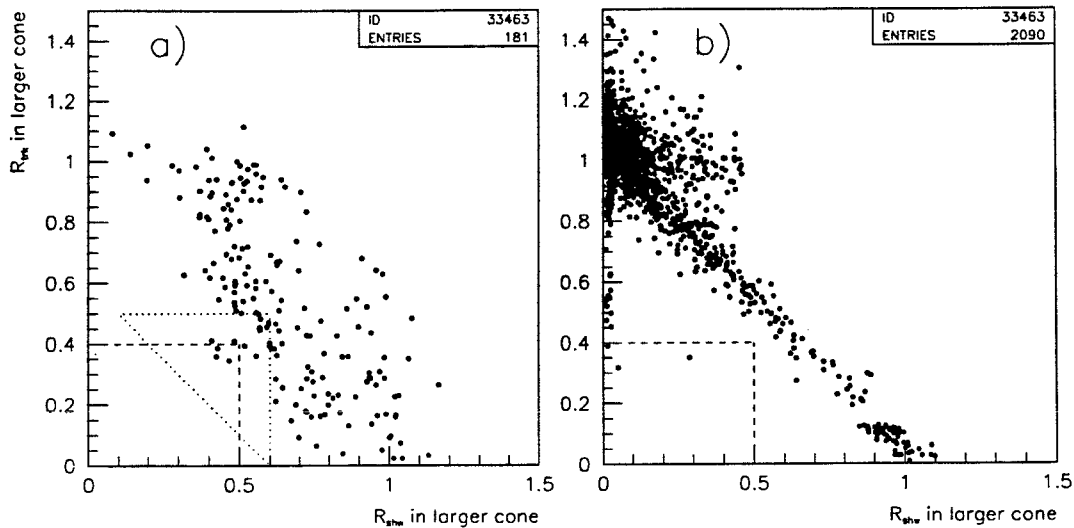 a)
ID 33463
ENTRIES 181
R_trk in larger cone
1.4
1.2
1
0.8
0.6
0.4
0.2
0
0 0.5 1 1.5
R_shw in larger cone
b)
ID 33463
ENTRIES 2090
1.4
1.2
1
0.8
0.6
0.4
0.2
0
0 0.5 1 1.5
R_shw in larger cone